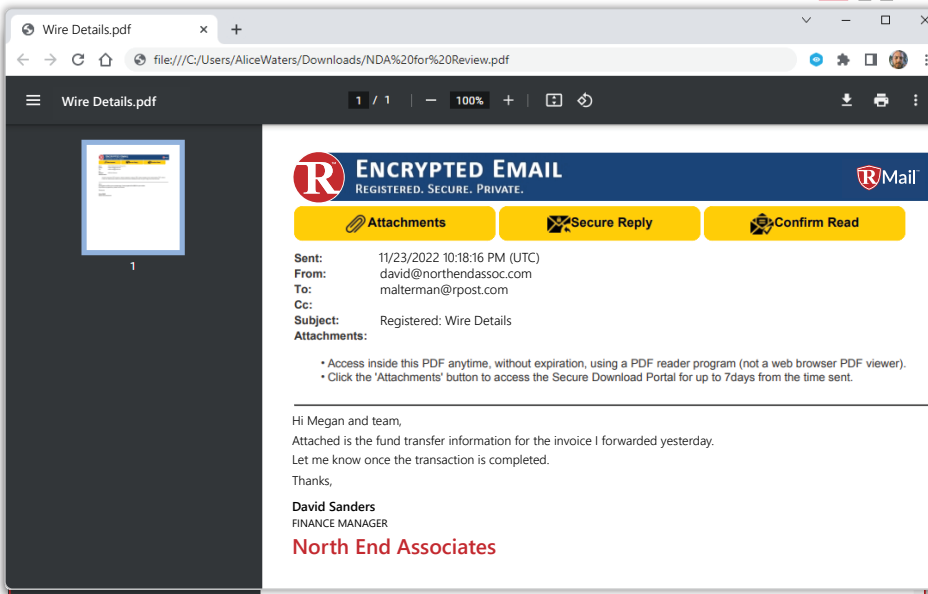 Wire Details.pdf
file:///C:/Users/AliceWaters/Downloads/NDA%20for%20Review.pdf
Wire Details.pdf 1 / 1 | − 100% + |
1
R ENCRYPTED EMAIL
REGISTERED. SECURE. PRIVATE.
RMail™
Attachments Secure Reply Confirm Read
Sent: 11/23/2022 10:18:16 PM (UTC)
From: david@northendassoc.com
To: malterman@rpost.com
Cc:
Subject: Registered: Wire Details
Attachments:
• Access inside this PDF anytime, without expiration, using a PDF reader program (not a web browser PDF viewer).
• Click the 'Attachments' button to access the Secure Download Portal for up to 7days from the time sent.
Hi Megan and team,
Attached is the fund transfer information for the invoice I forwarded yesterday.
Let me know once the transaction is completed.
Thanks,
David Sanders
FINANCE MANAGER
North End Associates